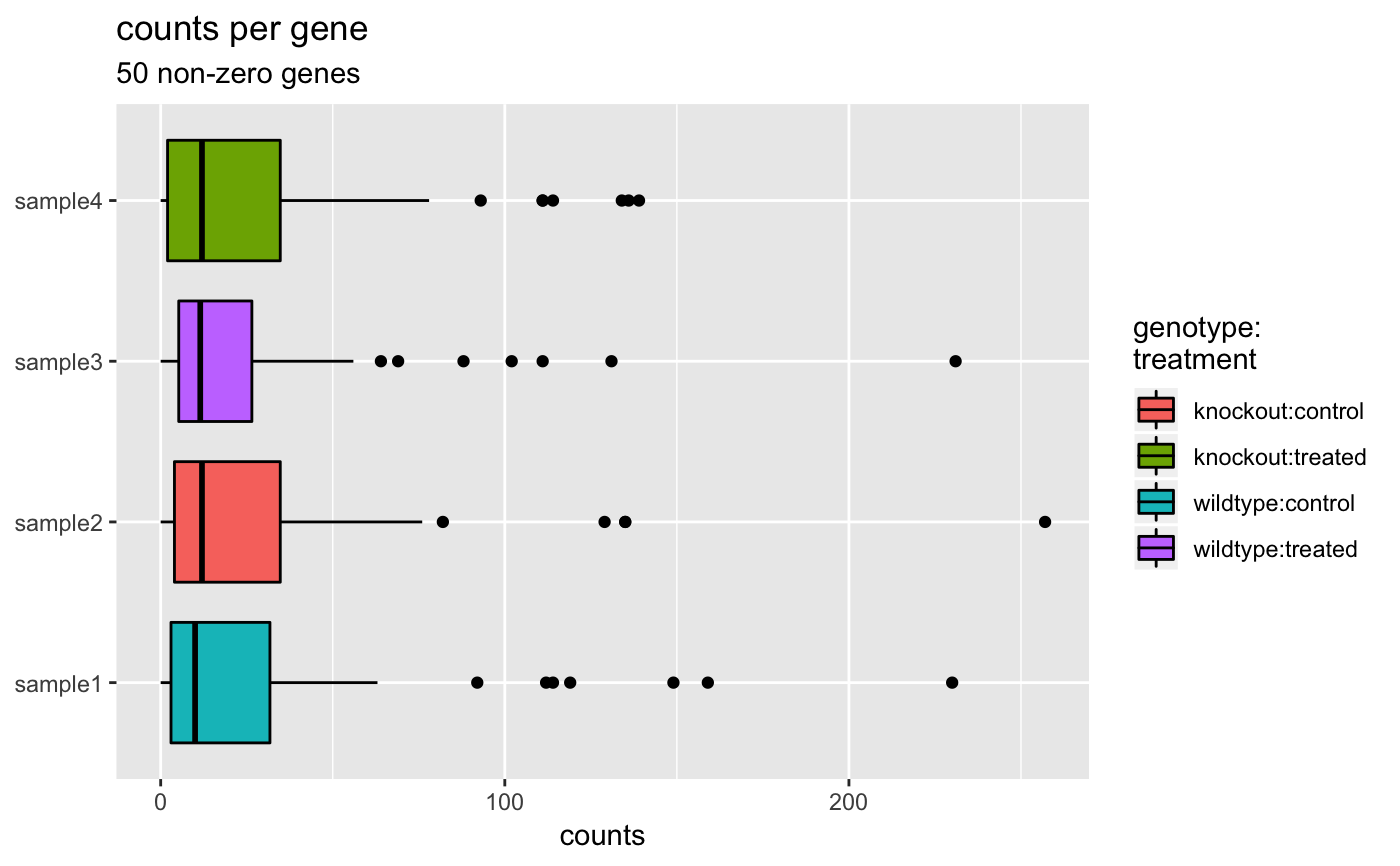 counts per gene
50 non-zero genes
sample4
sample3
sample2
sample1
0
100
200
counts
genotype:
treatment
knockout:control
knockout:treated
wildtype:control
wildtype:treated